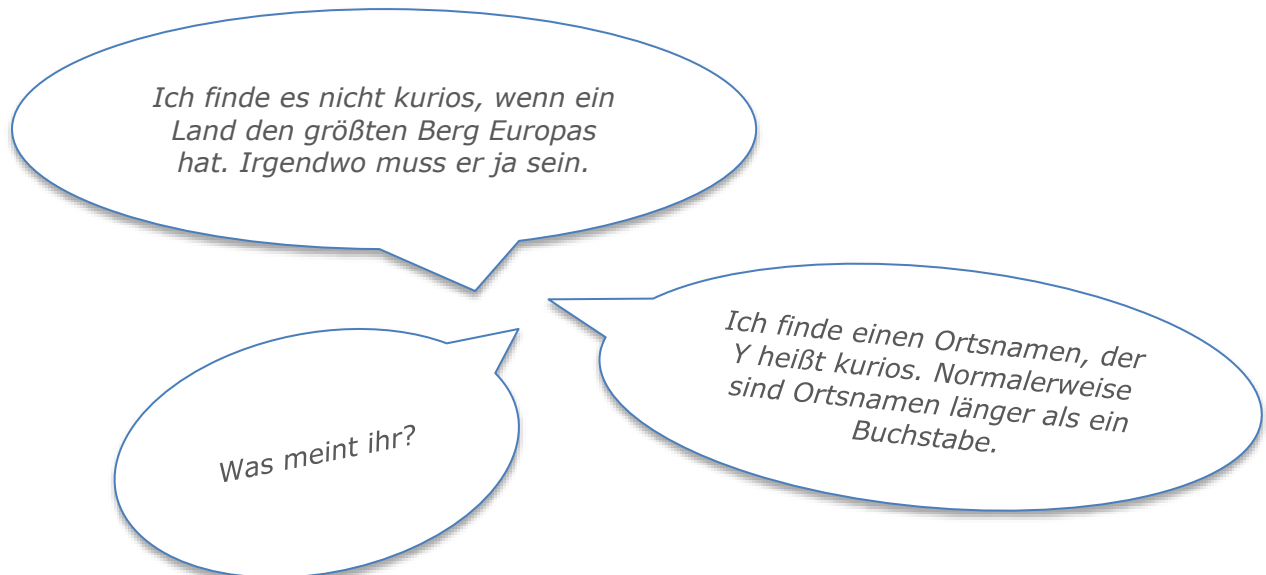 Ich finde es nicht kurios, wenn ein
Land den größten Berg Europas
hat. Irgendwo muss er ja sein.
Ich finde einen Ortsnamen, der
Y heißt kurios. Normalerweise
sind Ortsnamen länger als ein
Buchstabe.
Was meint ihr?